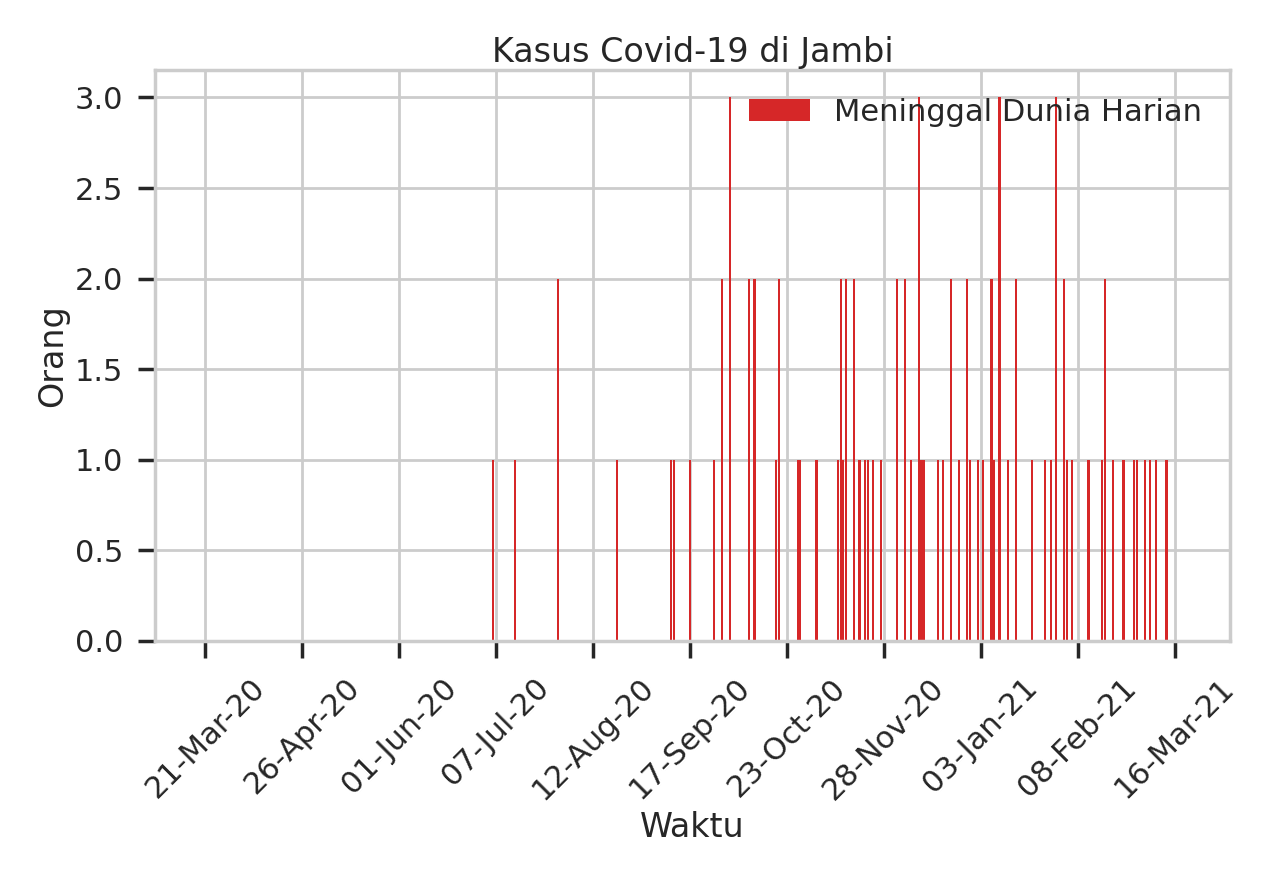 Kasus Covid-19 di Jambi
Meninggal Dunia Harian
Orang
3.0
2.5
2.0
1.5
1.0
0.5
0.0
21-Mar-20
26-Apr-20
01-Jun-20
07-Jul-20
12-Aug-20
17-Sep-20
23-Oct-20
28-Nov-20
03-Jan-21
08-Feb-21
16-Mar-21
Waktu